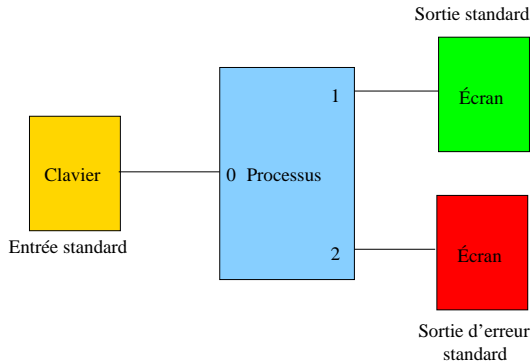 Sortie standard
1
Écran
Clavier
0 Processus
Entrée standard
2
Écran
Sortie d'erreur
standard